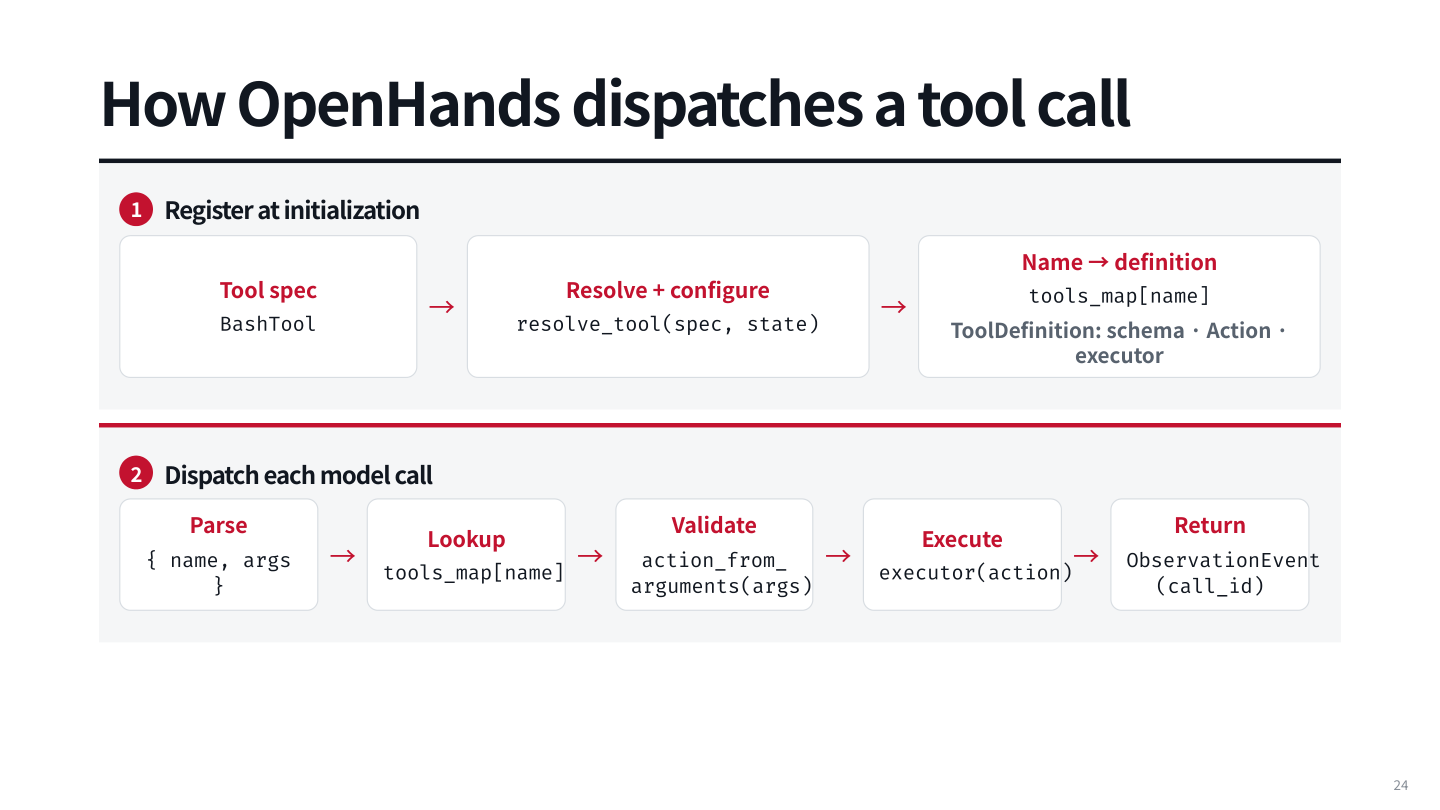 How OpenHands dispatches a tool call
1 Register at initialization
Tool spec
BashTool
→
Resolve + configure
resolve_tool(spec, state)
→
Name → definition
tools_map[name]
ToolDefinition: schema · Action ·
executor
2 Dispatch each model call
Parse
{ name, args
}
→
Lookup
tools_map[name]
→
Validate
action_from_
arguments(args)
→
Execute
executor(action)
→
Return
ObservationEvent
(call_id)
24